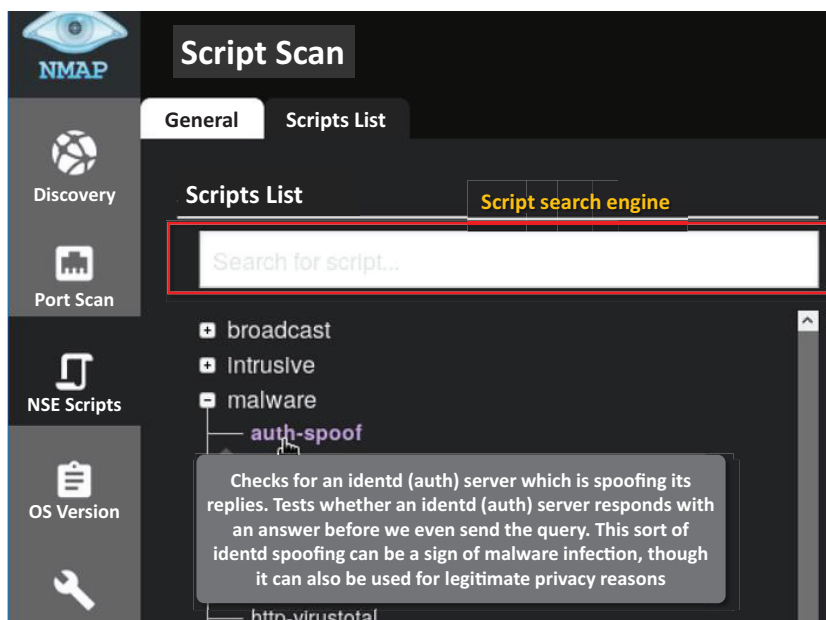 NMAP
Script Scan
General
Scripts List
Discovery
Scripts List
Script search engine
Search for script...
Port Scan
broadcast
intrusive
NSE Scripts
malware
auth-spoof
OS Version
Checks for an identd (auth) server which is spoofing its
replies. Tests whether an identd (auth) server responds with
an answer before we even send the query. This sort of
identd spoofing can be a sign of malware infection, though
it can also be used for legitimate privacy reasons
http-virustotal